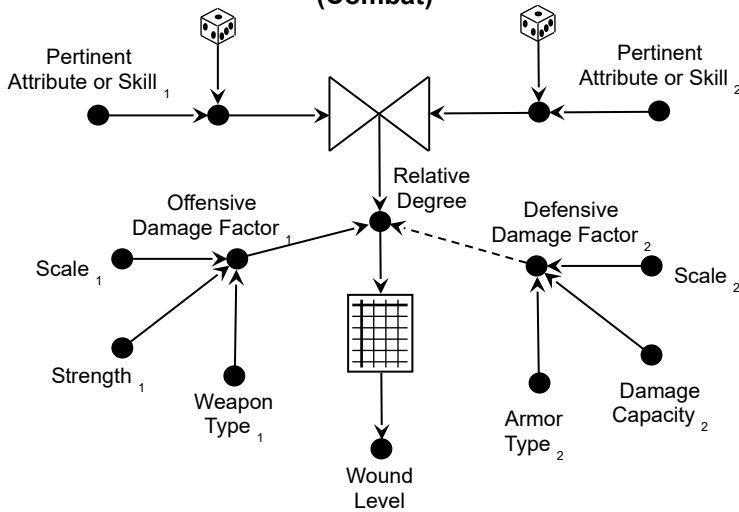 (Combat)
Pertinent
Attribute or Skill 1
Pertinent
Attribute or Skill 2
Relative
Degree
Offensive
Damage Factor 1
Defensive
Damage Factor 2
Scale 1
Scale 2
Strength 1
Weapon
Type 1
Armor
Type 2
Damage
Capacity 2
Wound
Level